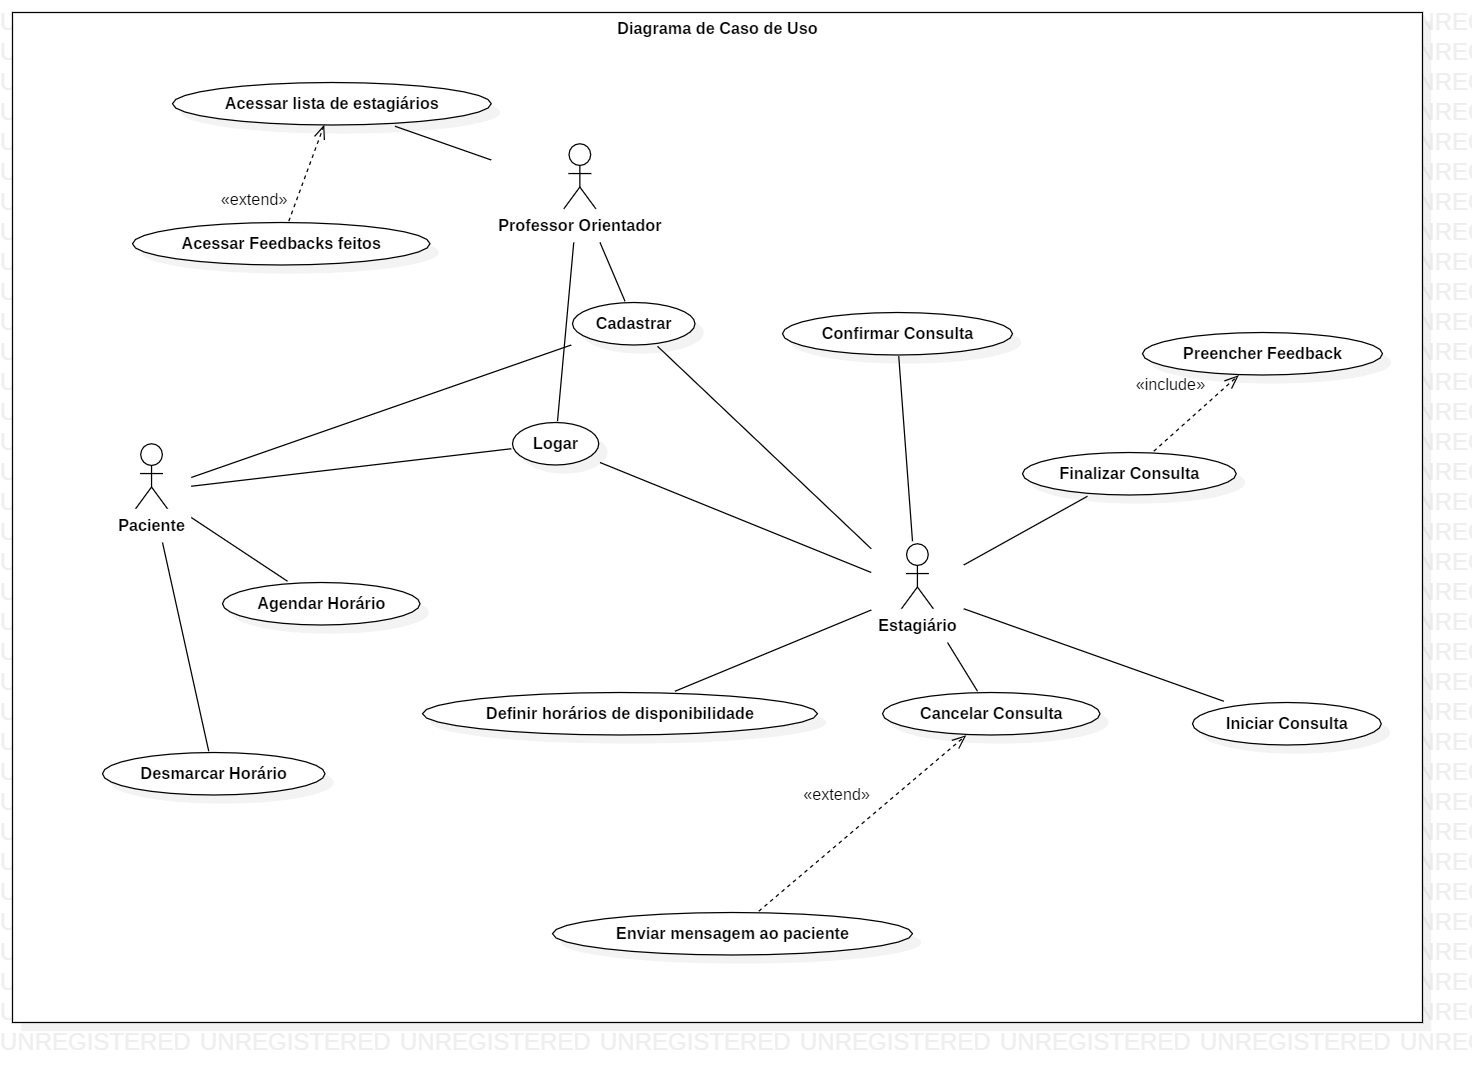 Diagrama de Caso de Uso
Acessar lista de estagiários
«extend»
Professor Orientador
Acessar Feedbacks feitos
Cadastrar
Confirmar Consulta
Preencher Feedback
«include»
Logar
Finalizar Consulta
Paciente
Agendar Horário
Estagiário
Definir horários de disponibilidade
Cancelar Consulta
Iniciar Consulta
Desmarcar Horário
«extend»
Enviar mensagem ao paciente
UNREGISTERED UNREGISTERED UNREGISTERED UNREGISTERED UNREGISTERED UNREGISTERED UNREGISTERED